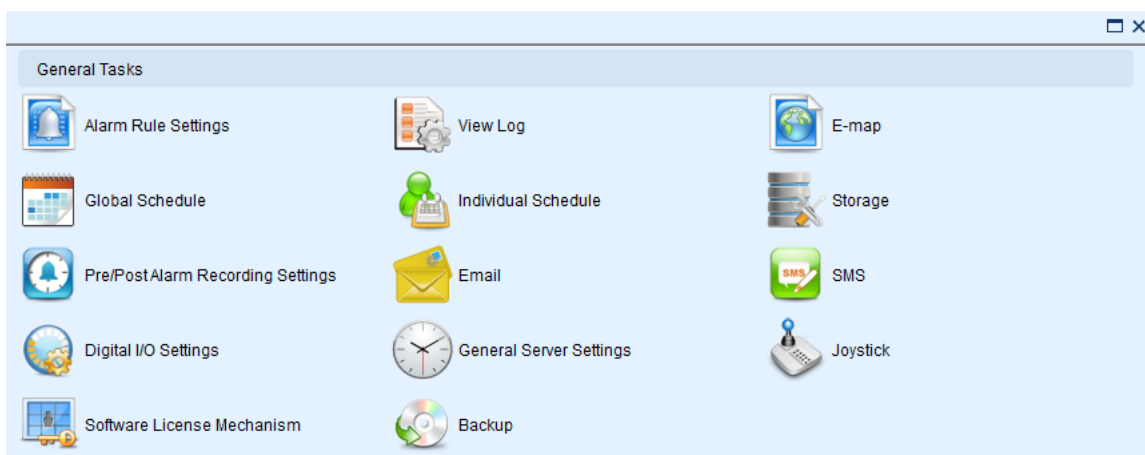 General Tasks
Alarm Rule Settings
View Log
E-map
Global Schedule
Individual Schedule
Storage
Pre/Post Alarm Recording Settings
Email
SMS
SMS
Digital I/O Settings
General Server Settings
Joystick
Software License Mechanism
Backup